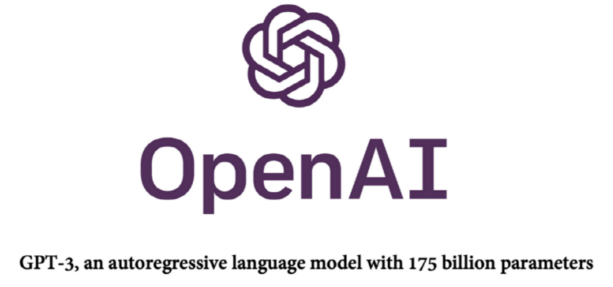 OpenAI
GPT-3, an autoregressive language model with 175 billion parameters